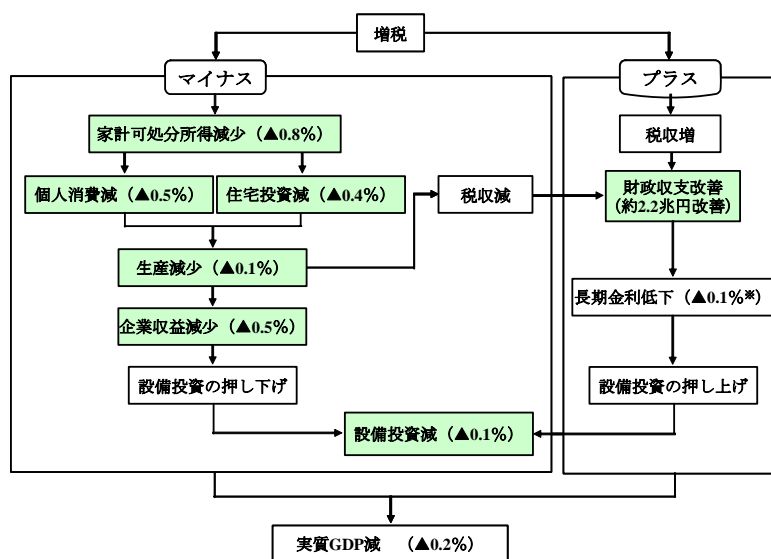 増税
マイナス
プラス
家計可処分所得減少（▲0.8%）
税収増
個人消費減（▲0.5%）
住宅投資減（▲0.4%）
税収減
財政収支改善
（約2.2兆円改善）
生産減少（▲0.1%）
長期金利低下（▲0.1%※）
企業収益減少（▲0.5%）
設備投資の押し下げ
設備投資の押し上げ
設備投資減（▲0.1%）
実質GDP減　（▲0.2%）